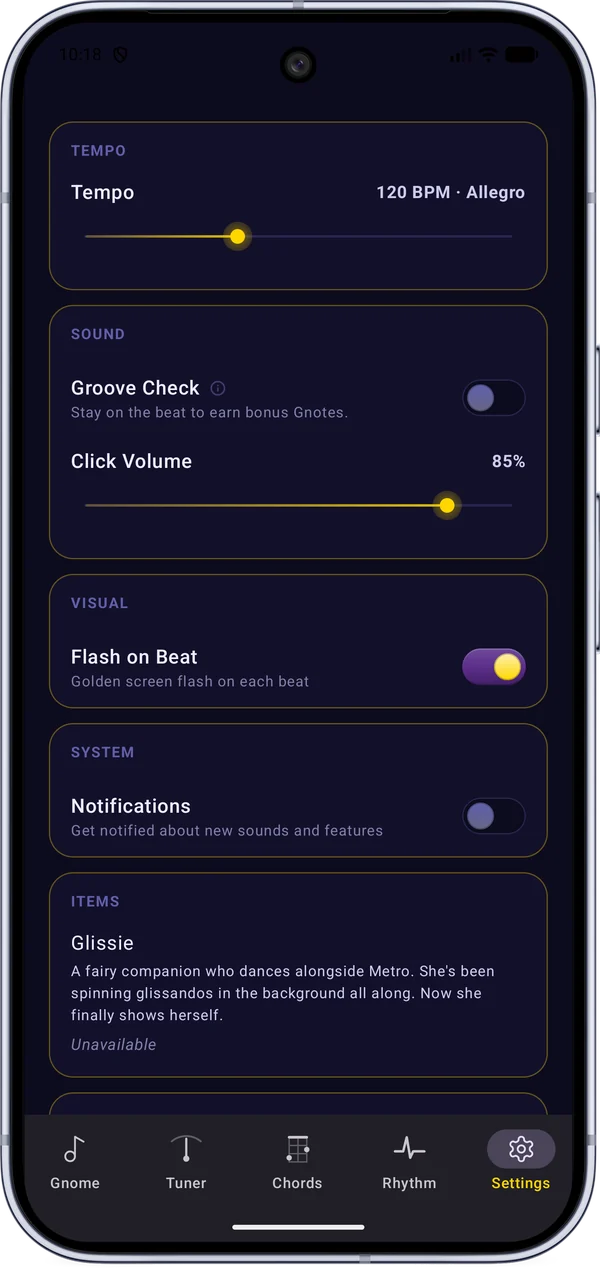 10:18
TEMPO
Tempo 120 BPM · Allegro
SOUND
Groove Check
Stay on the beat to earn bonus Gnotes.
Click Volume 85%
VISUAL
Flash on Beat
Golden screen flash on each beat
SYSTEM
Notifications
Get notified about new sounds and features
ITEMS
Glissie
A fairy companion who dances alongside Metro. She's been
spinning glissandos in the background all along. Now she
finally shows herself.
Unavailable
Gnome Tuner Chords Rhythm Settings